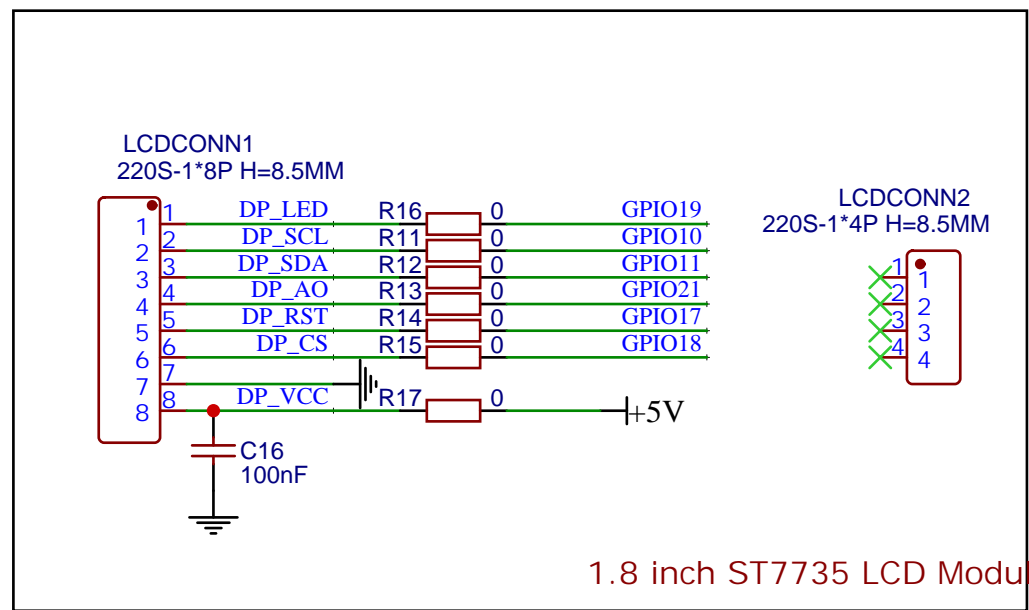 LCDCONN1
220S-1*8P H=8.5MM
LCDCONN2
220S-1*4P H=8.5MM
1 1 DP_LED R16 0 GPIO19
2 2 DP_SCL R11 0 GPIO10
3 3 DP_SDA R12 0 GPIO11
4 4 DP_AO R13 0 GPIO21
5 5 DP_RST R14 0 GPIO17
6 6 DP_CS R15 0 GPIO18
7 7
8 8 DP_VCC R17 0 +5V
1 1
2 2
3 3
4 4
C16
100nF
1.8 inch ST7735 LCD Modu